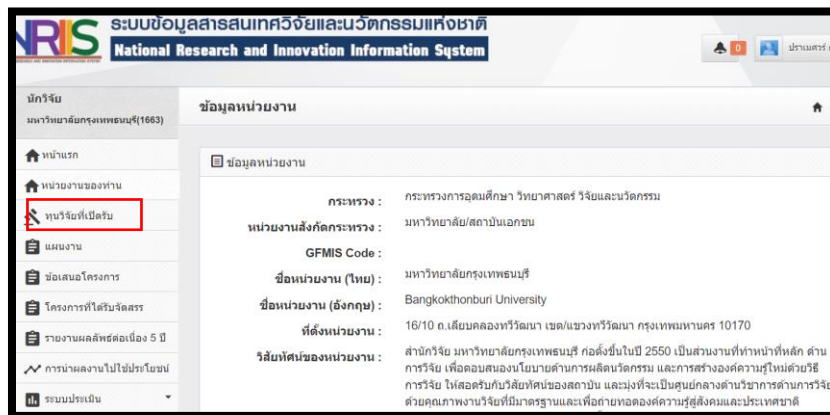 NRIS
ระบบข้อมูลสารสนเทศวิจัยและนวัตกรรมแห่งชาติ
National Research and Innovation Information System
0
ปราเมศวร์
นักวิจัย
มหาวิทยาลัยกรุงเทพธนบุรี(1663)
หน้าแรก
หน่วยงานของท่าน
ทุนวิจัยที่เปิดรับ
แผนงาน
ข้อเสนอโครงการ
โครงการที่ได้รับจัดสรร
รายงานผลลัพธ์ต่อเนื่อง 5 ปี
การนำผลงานไปใช้ประโยชน์
ระบบประเมิน
ข้อมูลหน่วยงาน
ข้อมูลหน่วยงาน
กระทรวง : กระทรวงการอุดมศึกษา วิทยาศาสตร์ วิจัยและนวัตกรรม
หน่วยงานสังกัดกระทรวง : มหาวิทยาลัย/สถาบันเอกชน
GFMIS Code :
ชื่อหน่วยงาน (ไทย) : มหาวิทยาลัยกรุงเทพธนบุรี
ชื่อหน่วยงาน (อังกฤษ) : Bangkokthonburi University
ที่ตั้งหน่วยงาน : 16/10 ถ.เลียบคลองทวีวัฒนา เขต/แขวงทวีวัฒนา กรุงเทพมหานคร 10170
วิสัยทัศน์ของหน่วยงาน : สำนักวิจัย มหาวิทยาลัยกรุงเทพธนบุรี ก่อตั้งขึ้นในปี 2550 เป็นส่วนงานที่ทำหน้าที่หลัก ด้าน
การวิจัย เพื่อตอบสนองนโยบายด้านการผลิตนวัตกรรม และการสร้างองค์ความรู้ใหม่ด้วยวิธี
การวิจัย ให้สอดรับกับวิสัยทัศน์ของสถาบัน และมุ่งที่จะเป็นศูนย์กลางด้านวิชาการด้านการวิจัย
ด้วยคุณภาพงานวิจัยที่มีมาตรฐานและเพื่อถ่ายทอดองค์ความรู้สู่สังคมและประเทศชาติ